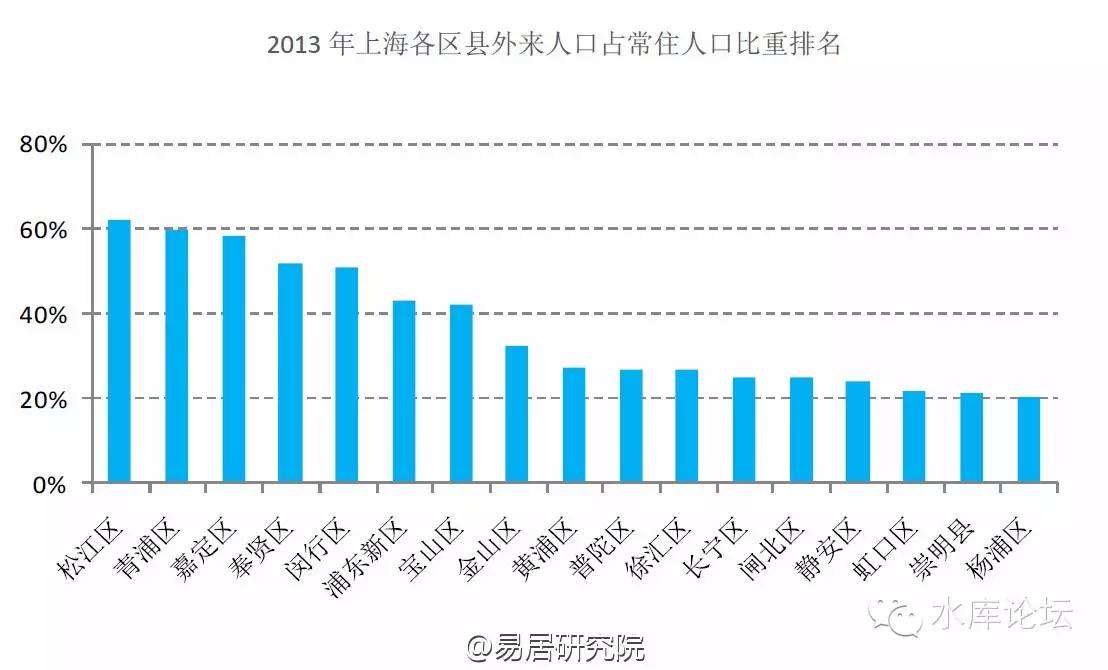 2013 年上海各区县外来人口占常住人口比重排名
80%
60%
40%
20%
0%
松江区
青浦区
嘉定区
奉贤区
闵行区
浦东新区
宝山区
金山区
黄浦区
普陀区
徐汇区
长宁区
闸北区
静安区
虹口区
崇明县
杨浦区
水库论坛
@易居研究院